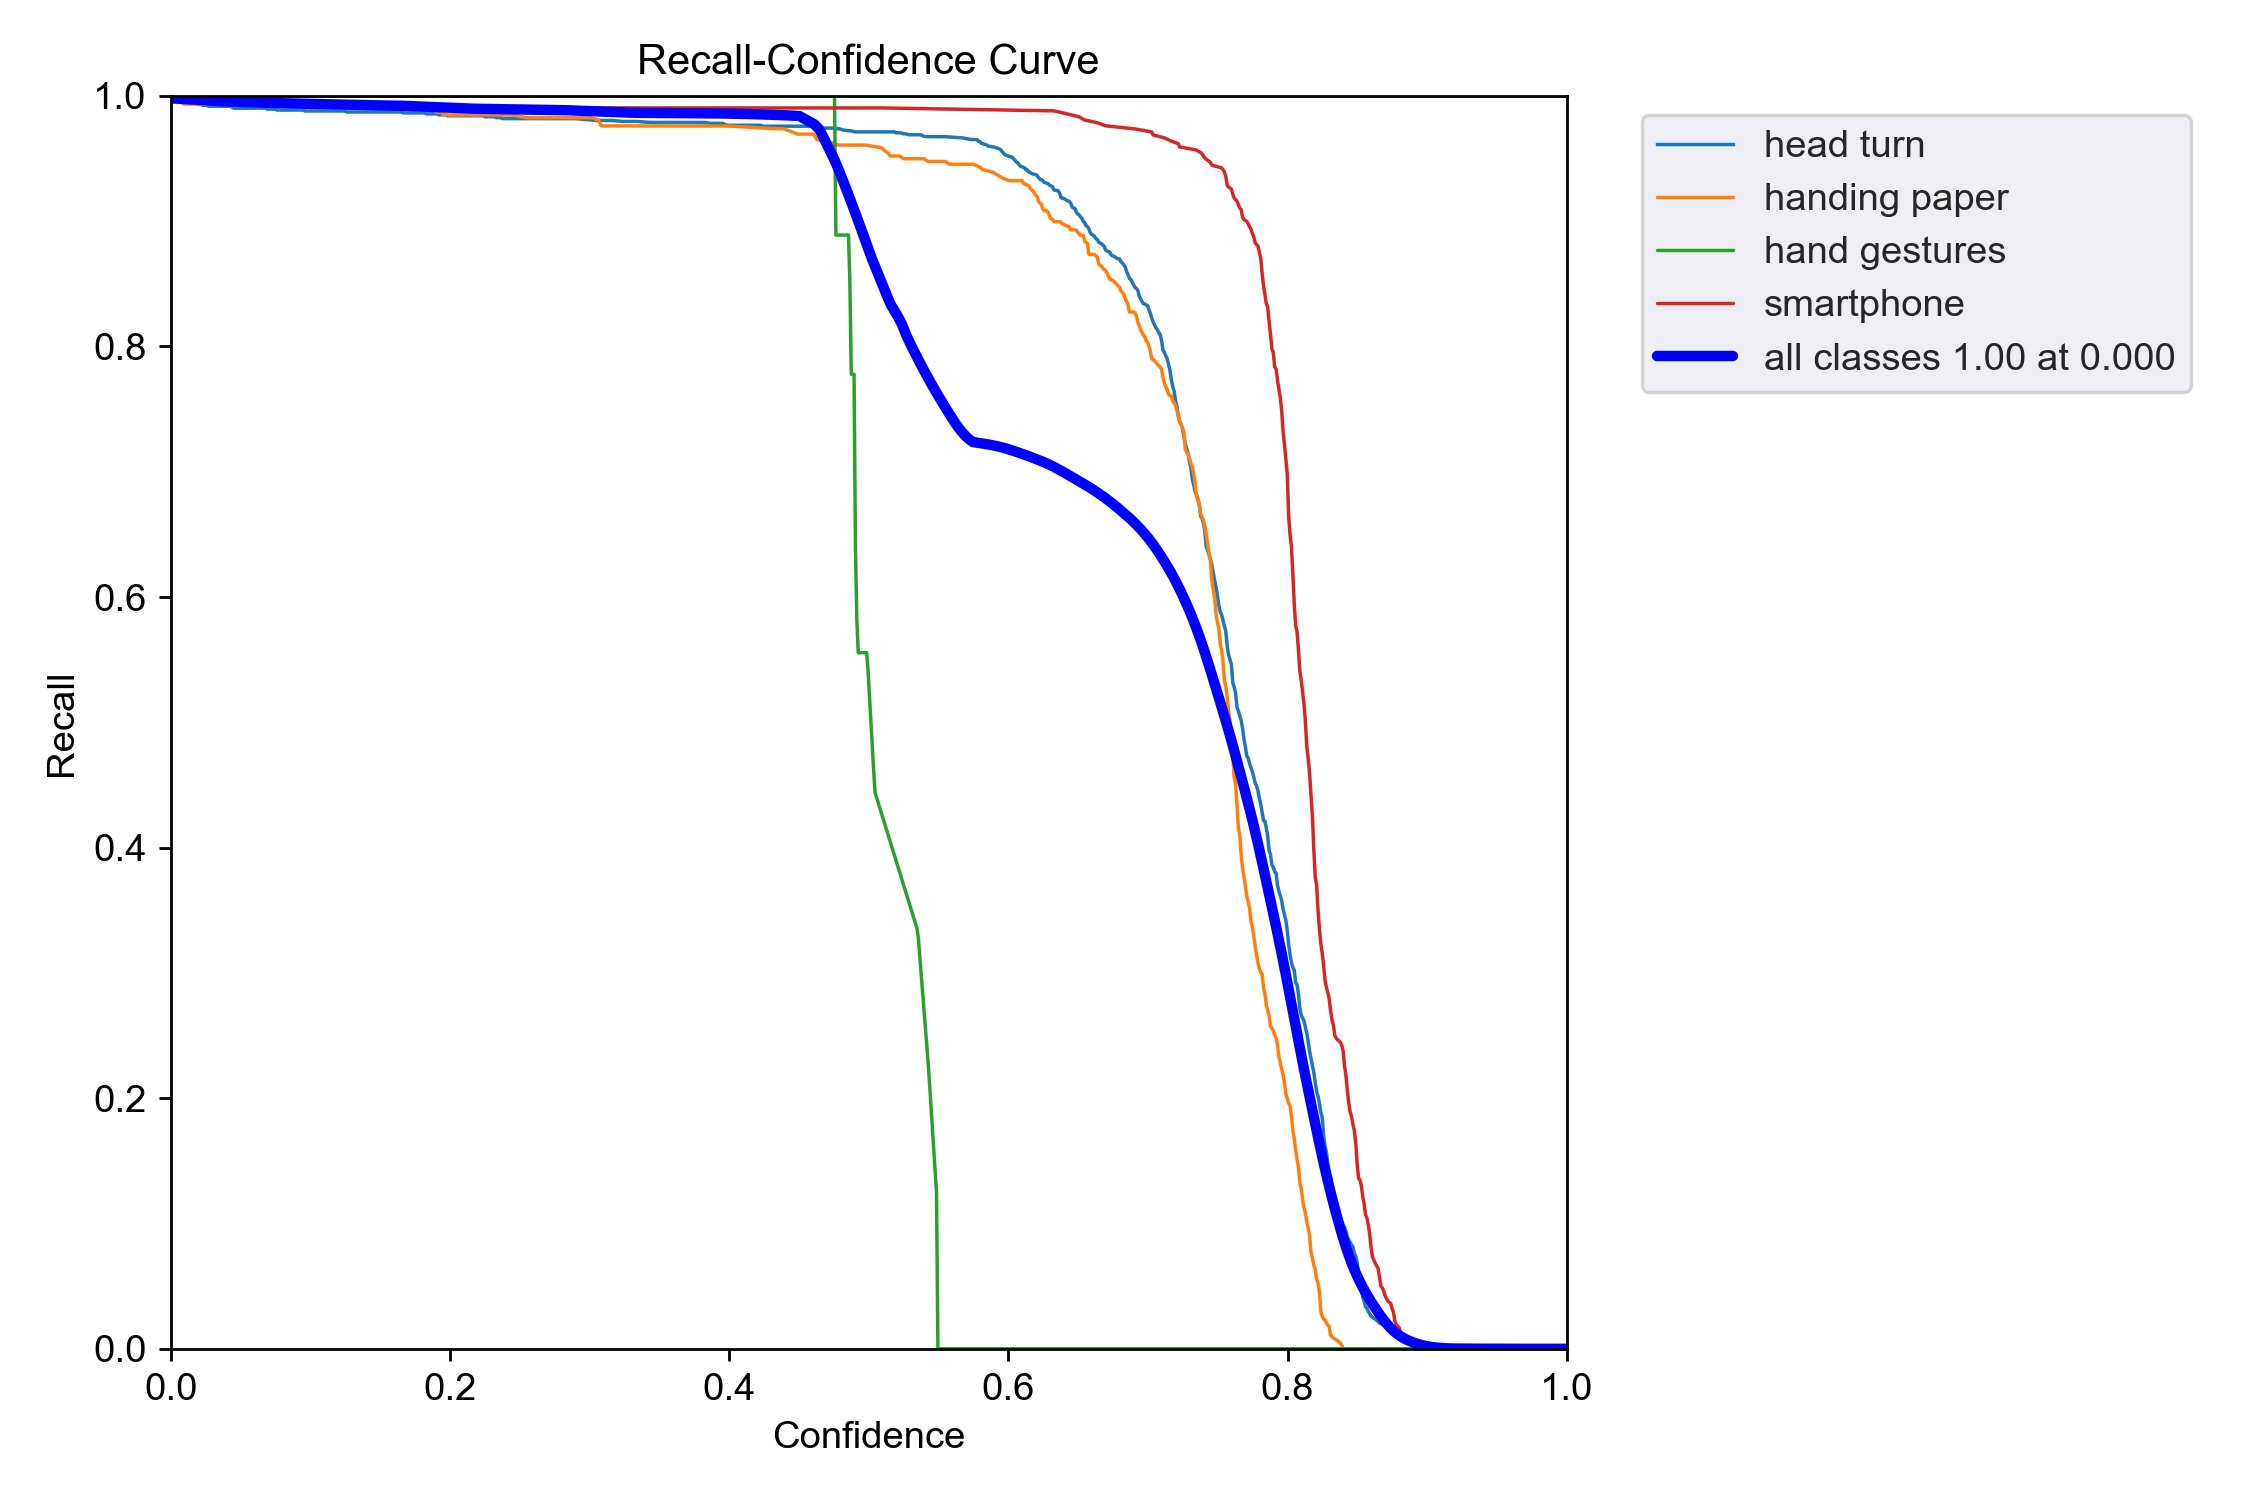 Recall-Confidence Curve
1.0
0.8
0.6
0.4
0.2
0.0
Recall
0.0 0.2 0.4 0.6 0.8 1.0
Confidence
head turn
handing paper
hand gestures
smartphone
all classes 1.00 at 0.000